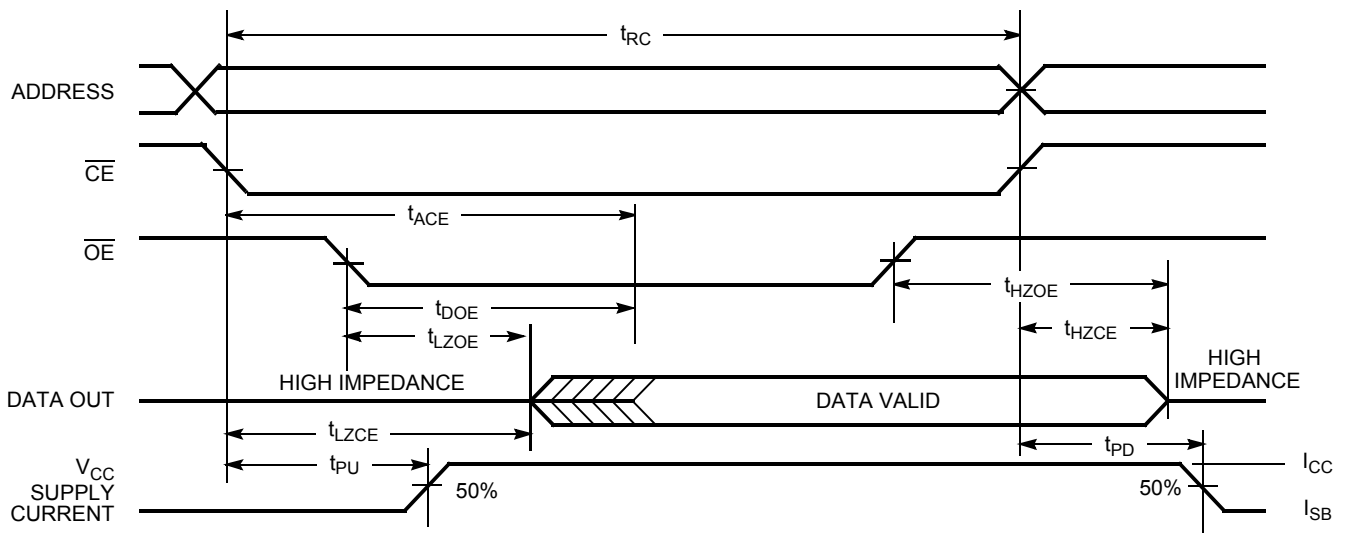 tRC
ADDRESS
CE
tACE
OE
tDOE
tHZOE
tLZOE
tHZCE
HIGH IMPEDANCE
HIGH
IMPEDANCE
DATA OUT
DATA VALID
tLZCE
tPD
tPU
VCC
SUPPLY
CURRENT
50%
50%
ICC
ISB